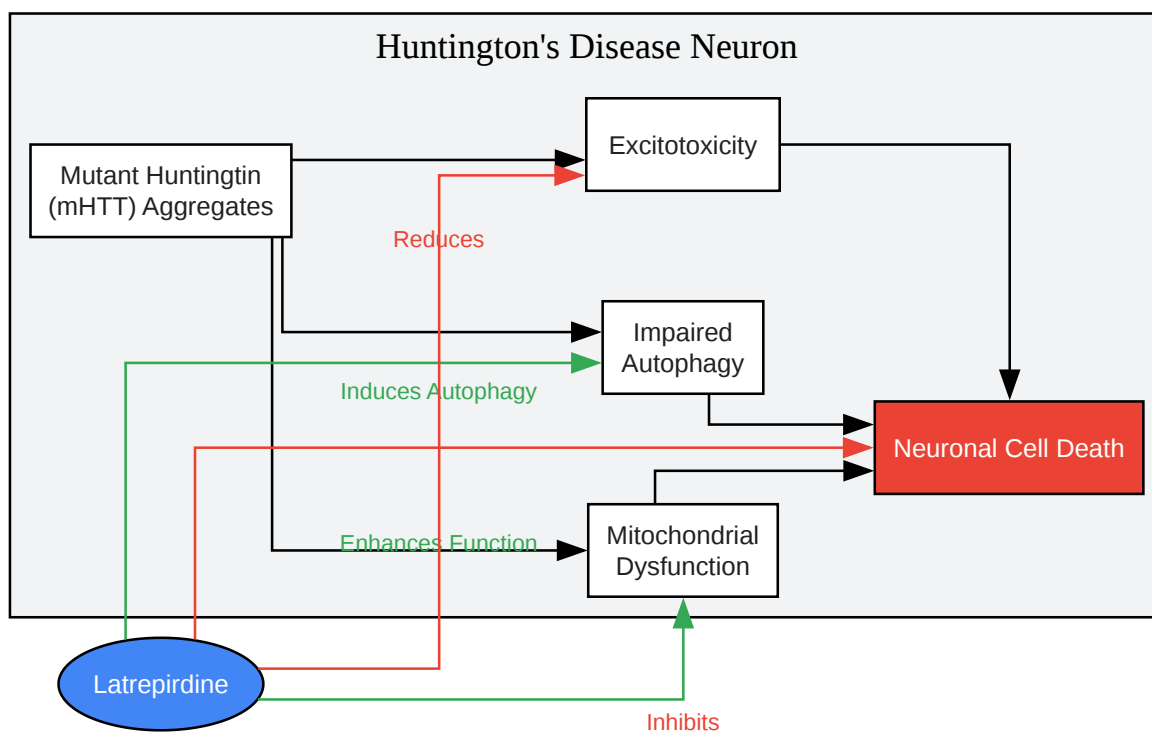 Huntington's Disease Neuron
Mutant Huntingtin
(mHTT) Aggregates
Excitotoxicity
Reduces
Impaired
Autophagy
Induces Autophagy
Neuronal Cell Death
Enhances Function
Mitochondrial
Dysfunction
Latrepirdine
Inhibits